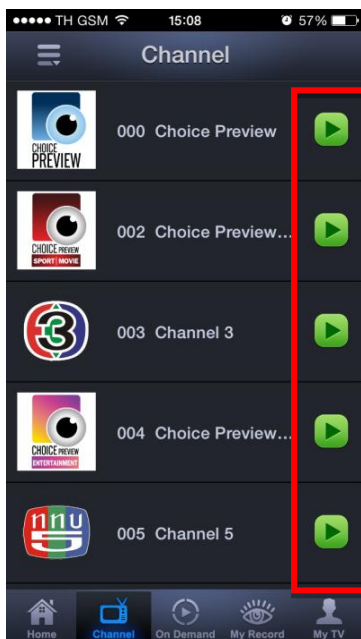 TH GSM 15:08 57%
Channel
CHOICE
PREVIEW
000 Choice Preview
CHOICE PREVIEW
SPORT MOVIE
002 Choice Preview...
3
003 Channel 3
CHOICE PREVIEW
ENTERTAINMENT
004 Choice Preview...
5
005 Channel 5
Home Channel On Demand My Record My TV